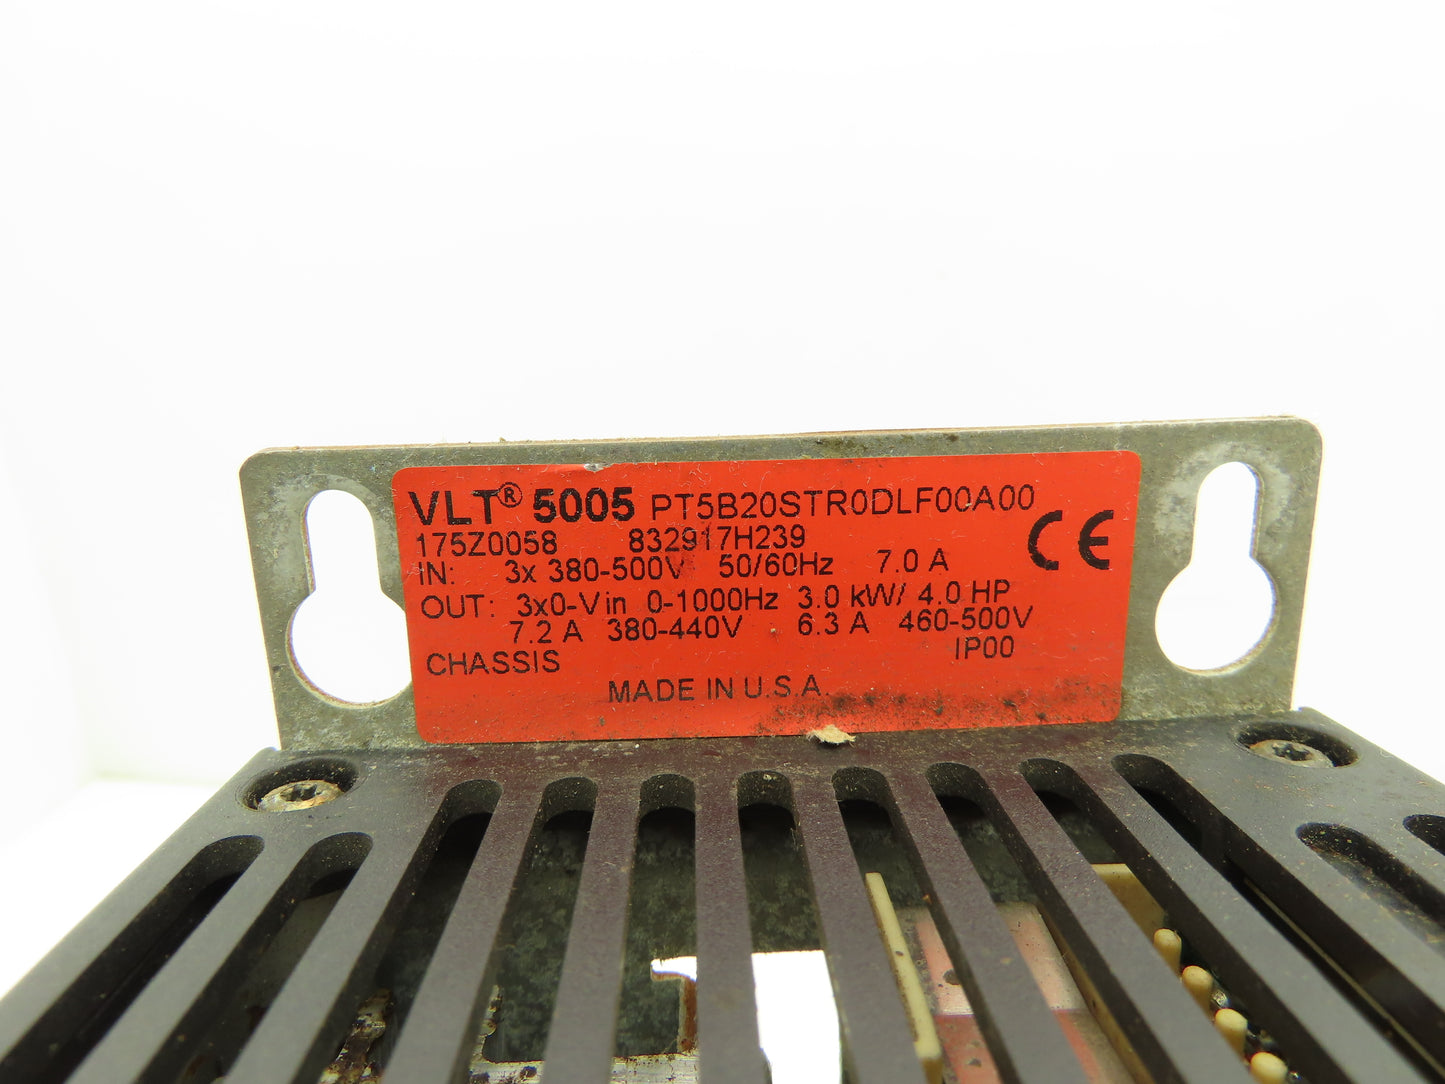 VLT® 5005 PT5B20STR0DLF00A00
175Z0058 832917H239
IN: 3x 380-500V 50/60Hz 7.0 A
OUT: 3x0-Vin 0-1000Hz 3.0 kW/ 4.0 HP
7.2 A 380-440V 6.3 A 460-500V
CHASSIS IP00
MADE IN U.S.A.
CE